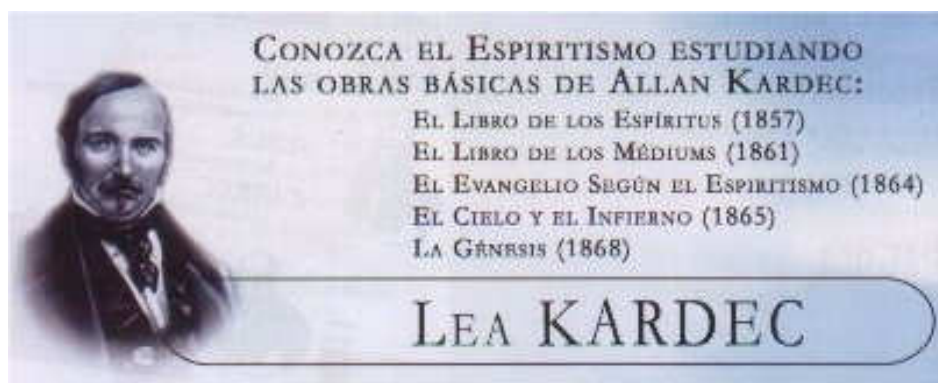 CONOZCA EL ESPIRITISMO ESTUDIANDO
LAS OBRAS BÁSICAS DE ALLAN KARDEC:
EL LIBRO DE LOS ESPÍRITUS (1857)
EL LIBRO DE LOS MÉDIUMS (1861)
EL EVANGELIO SEGÚN EL ESPIRITISMO (1864)
EL CIELO Y EL INFIERNO (1865)
LA GÉNESIS (1868)
LEA KARDEC